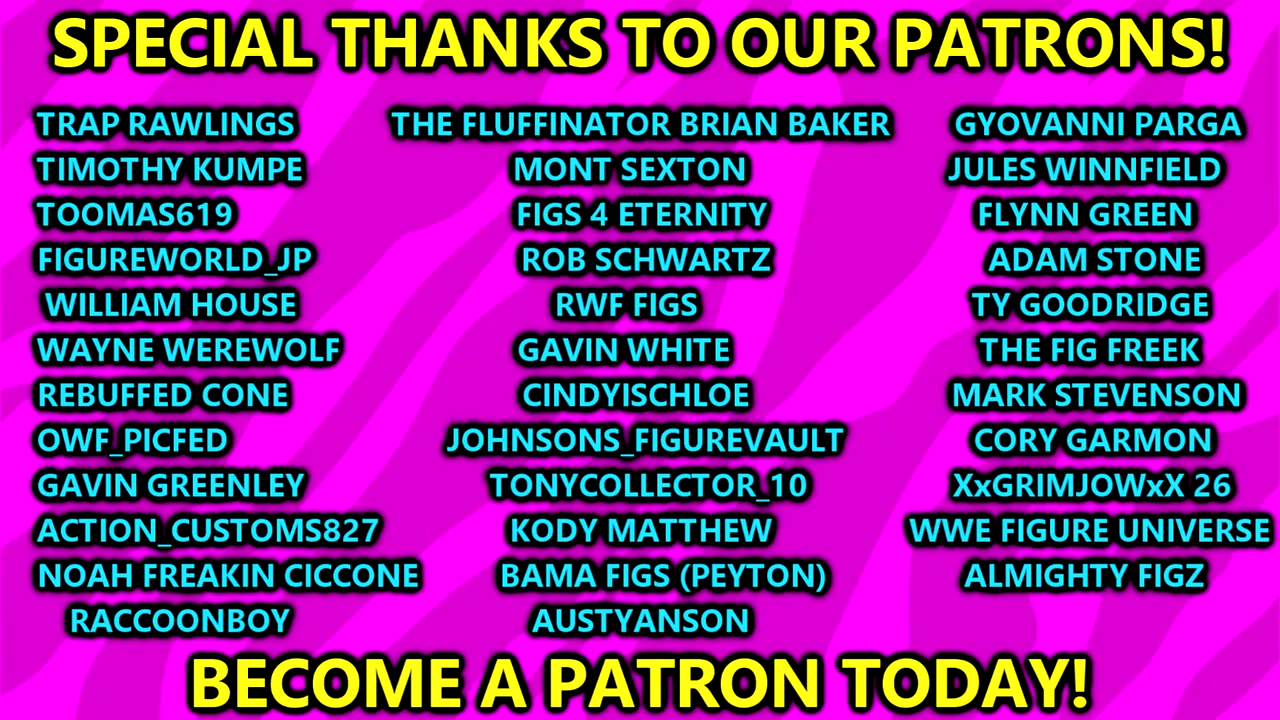 SPECIAL THANKS TO OUR PATRONS!
TRAP RAWLINGS
TIMOTHY KUMPE
TOOMAS619
FIGUREWORLD_JP
WILLIAM HOUSE
WAYNE WEREWOLF
REBUFFED CONE
OWF_PICFED
GAVIN GREENLEY
ACTION_CUSTOMS827
NOAH FREAKIN CICCONE
RACCOONBOY
THE FLUFFINATOR BRIAN BAKER
MONT SEXTON
FIGS 4 ETERNITY
ROB SCHWARTZ
RWF FIGS
GAVIN WHITE
CINDYISCHLOE
JOHNSONS_FIGUREVAULT
TONYCOLLECTOR_10
KODY MATTHEW
BAMA FIGS (PEYTON)
AUSTYANSON
GYOVANNI PARGA
JULES WINNFIELD
FLYNN GREEN
ADAM STONE
TY GOODRIDGE
THE FIG FREEK
MARK STEVENSON
CORY GARMON
XxGRIMJOWxX 26
WWE FIGURE UNIVERSE
ALMIGHTY FIGZ
BECOME A PATRON TODAY!